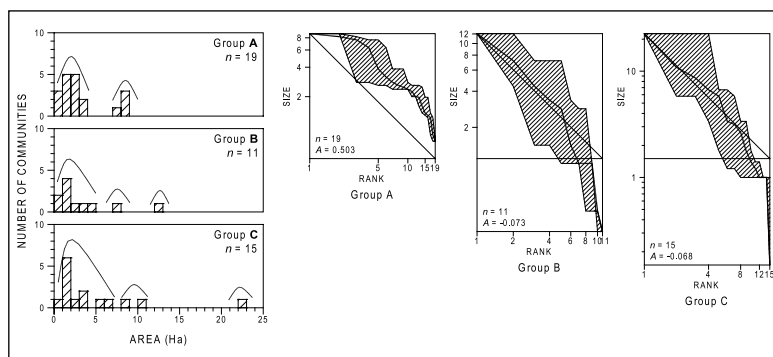 NUMBER OF COMMUNITIES
10
5
0
Group A
n = 19
10
5
0
Group B
n = 11
10
5
0
Group C
n = 15
0
5
10
15
20
25
AREA (Ha)
8
4
2
SIZE
n = 19
A = 0.503
1
5
10
15 19
RANK
Group A
12
8
4
2
SIZE
n = 11
A = -0.073
1
2
4
6
8
10 11
RANK
Group B
10
1
SIZE
n = 15
A = -0.068
1
4
8
12 15
RANK
Group C